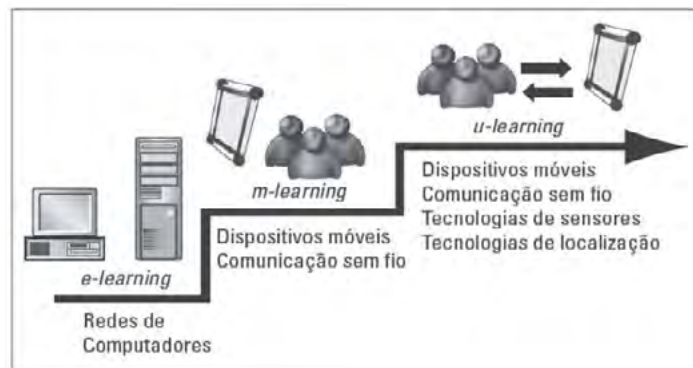 u-learning
m-learning
Dispositivos móveis
Comunicação sem fio
Tecnologias de sensores
Tecnologias de localização
Dispositivos móveis
Comunicação sem fio
e-learning
Redes de
Computadores